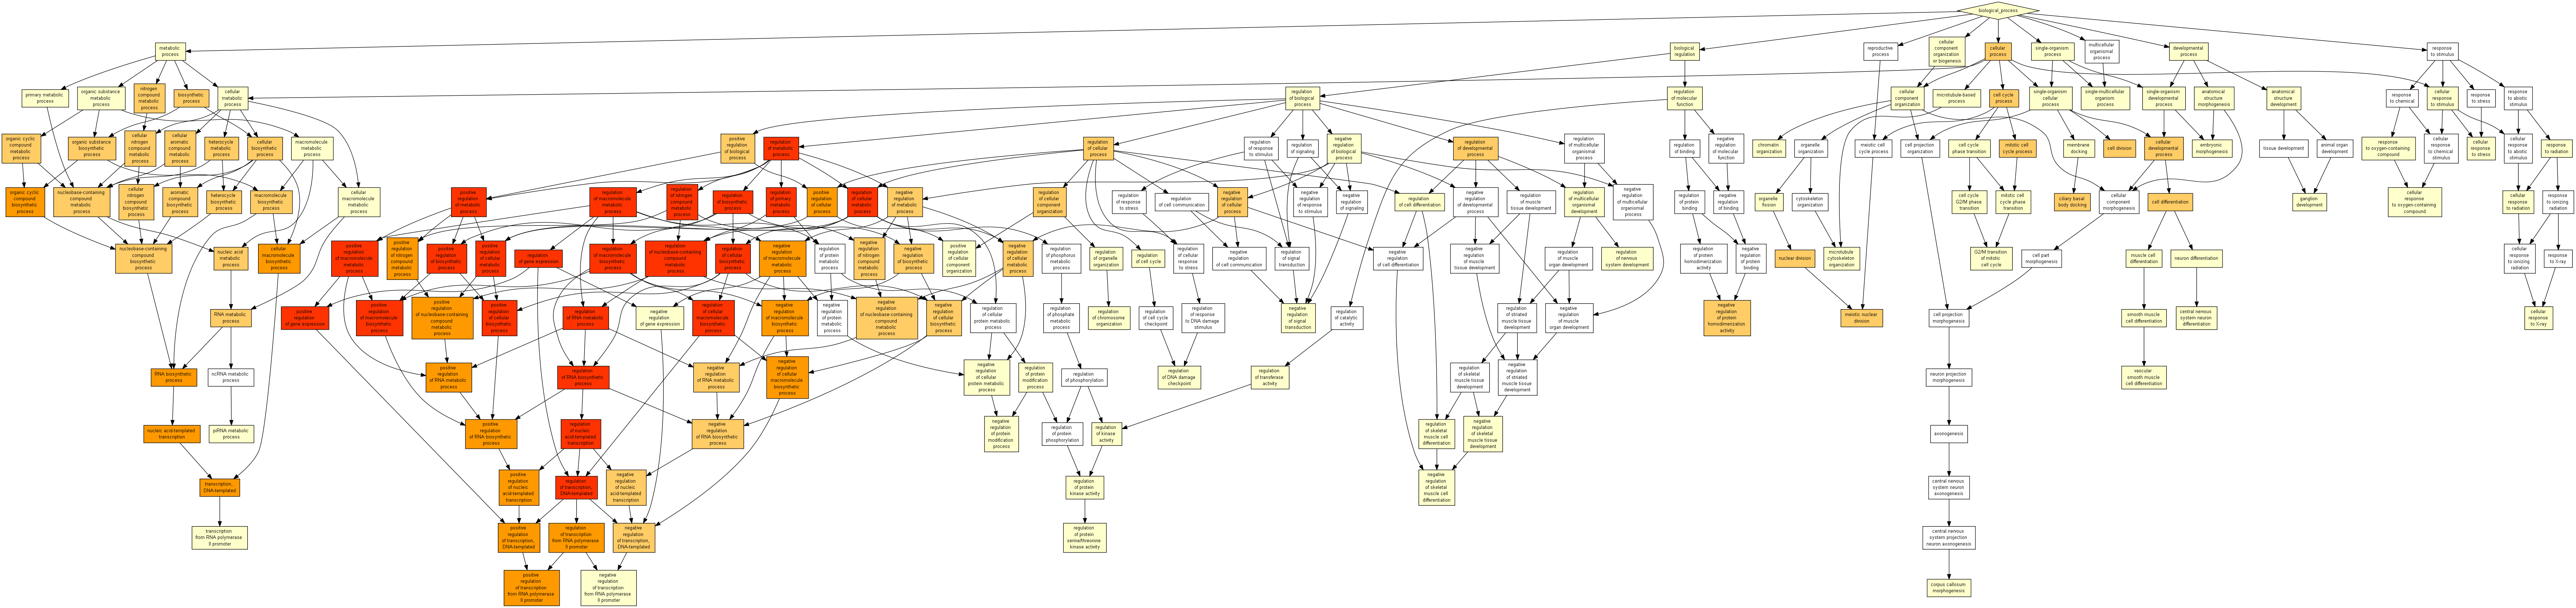 biological_process
metabolic
process
biological
regulation
reproductive
process
cellular
component
organization
or biogenesis
cellular
process
single-organism
process
multicellular
organismal
process
developmental
process
response
to stimulus
primary metabolic
process
organic substance
metabolic
process
nitrogen
compound
metabolic
process
biosynthetic
process
cellular
metabolic
process
regulation
of biological
process
regulation
of molecular
function
cellular
component
organization
microtubule-based
process
cell cycle
process
single-organism
cellular
process
single-multicellular
organism
process
single-organism
developmental
process
anatomical
structure
morphogenesis
anatomical
structure
development
response
to chemical
cellular
response
to stimulus
response
to stress
response
to abiotic
stimulus
organic cyclic
compound
metabolic
process
organic substance
biosynthetic
process
cellular
nitrogen
compound
metabolic
process
cellular
aromatic
compound
metabolic
process
heterocycle
metabolic
process
cellular
biosynthetic
process
macromolecule
metabolic
process
positive
regulation
of biological
process
regulation
of metabolic
process
regulation
of cellular
process
regulation
of response
to stimulus
regulation
of signaling
negative
regulation
of biological
process
regulation
of developmental
process
regulation
of multicellular
organismal
process
regulation
of binding
negative
regulation
of molecular
function
chromatin
organization
organelle
organization
meiotic cell
cycle process
cell projection
organization
cell cycle
phase transition
mitotic cell
cycle process
membrane
docking
cell division
cellular
developmental
process
embryonic
morphogenesis
tissue development
animal organ
development
response
to oxygen-containing
compound
cellular
response
to chemical
stimulus
cellular
response
to stress
cellular
response
to abiotic
stimulus
response
to radiation
organic cyclic
compound
biosynthetic
process
nucleobase-containing
compound
metabolic
process
cellular
nitrogen
compound
biosynthetic
process
aromatic
compound
biosynthetic
process
heterocycle
biosynthetic
process
macromolecule
biosynthetic
process
cellular
macromolecule
metabolic
process
positive
regulation
of metabolic
process
regulation
of macromolecule
metabolic
process
regulation
of nitrogen
compound
metabolic
process
regulation
of biosynthetic
process
regulation
of primary
metabolic
process
positive
regulation
of cellular
process
regulation
of cellular
metabolic
process
negative
regulation
of metabolic
process
regulation
of cellular
component
organization
regulation
of response
to stress
regulation
of cell communication
negative
regulation
of cellular
process
negative
regulation
of response
to stimulus
negative
regulation
of signaling
regulation
of cell differentiation
negative
regulation
of developmental
process
regulation
of muscle
tissue
development
regulation
of multicellular
organismal
development
negative
regulation
of multicellular
organismal
process
regulation
of protein
binding
negative
regulation
of binding
organelle
fission
cytoskeleton
organization
cell cycle
G2/M phase
transition
mitotic cell
cycle phase
transition
ciliary basal
body docking
cellular
component
morphogenesis
cell differentiation
ganglion
development
cellular
response
to oxygen-containing
compound
cellular
response
to radiation
response
to ionizing
radiation
nucleobase-containing
compound
biosynthetic
process
nucleic acid
metabolic
process
cellular
macromolecule
biosynthetic
process
positive
regulation
of macromolecule
metabolic
process
positive
regulation
of nitrogen
compound
metabolic
process
positive
regulation
of biosynthetic
process
positive
regulation
of cellular
metabolic
process
regulation
of gene expression
regulation
of macromolecule
biosynthetic
process
regulation
of nucleobase-containing
compound
metabolic
process
regulation
of cellular
biosynthetic
process
negative
regulation
of macromolecule
metabolic
process
regulation
of protein
metabolic
process
negative
regulation
of nitrogen
compound
metabolic
process
negative
regulation
of biosynthetic
process
positive
regulation
of cellular
component
organization
negative
regulation
of cellular
metabolic
process
regulation
of phosphorus
metabolic
process
regulation
of organelle
organization
regulation
of cell cycle
regulation
of cellular
response
to stress
negative
regulation
of cell communication
regulation
of signal
transduction
negative
regulation
of cell differentiation
negative
regulation
of muscle
tissue development
regulation
of muscle
organ development
regulation
of nervous
system development
regulation
of protein
homodimerization
activity
negative
regulation
of protein
binding
nuclear division
microtubule
cytoskeleton
organization
G2/M transition
of mitotic
cell cycle
cell part
morphogenesis
muscle cell
differentiation
neuron differentiation
cellular
response
to ionizing
radiation
response
to X-ray
RNA metabolic
process
positive
regulation
of gene expression
positive
regulation
of macromolecule
biosynthetic
process
positive
regulation
of nucleobase-containing
compound
metabolic
process
positive
regulation
of cellular
biosynthetic
process
regulation
of RNA metabolic
process
negative
regulation
of gene expression
regulation
of cellular
macromolecule
biosynthetic
process
negative
regulation
of macromolecule
biosynthetic
process
negative
regulation
of protein
metabolic
process
negative
regulation
of nucleobase-containing
compound
metabolic
process
negative
regulation
of cellular
biosynthetic
process
regulation
of cellular
protein metabolic
process
regulation
of phosphate
metabolic
process
regulation
of chromosome
organization
regulation
of cell cycle
checkpoint
regulation
of response
to DNA damage
stimulus
negative
regulation
of signal
transduction
regulation
of catalytic
activity
regulation
of striated
muscle tissue
development
negative
regulation
of muscle
organ development
negative
regulation
of protein
homodimerization
activity
meiotic nuclear
division
cell projection
morphogenesis
smooth muscle
cell differentiation
central nervous
system neuron
differentiation
cellular
response
to X-ray
RNA biosynthetic
process
ncRNA metabolic
process
positive
regulation
of RNA metabolic
process
regulation
of RNA biosynthetic
process
negative
regulation
of RNA metabolic
process
negative
regulation
of cellular
macromolecule
biosynthetic
process
negative
regulation
of cellular
protein metabolic
process
regulation
of protein
modification
process
regulation
of phosphorylation
regulation
of DNA damage
checkpoint
regulation
of transferase
activity
regulation
of skeletal
muscle tissue
development
negative
regulation
of striated
muscle tissue
development
neuron projection
morphogenesis
vascular
smooth muscle
cell differentiation
nucleic acid-templated
transcription
piRNA metabolic
process
positive
regulation
of RNA biosynthetic
process
regulation
of nucleic
acid-templated
transcription
negative
regulation
of RNA biosynthetic
process
negative
regulation
of protein
modification
process
regulation
of protein
phosphorylation
regulation
of kinase
activity
regulation
of skeletal
muscle cell
differentiation
negative
regulation
of skeletal
muscle tissue
development
axonogenesis
transcription,
DNA-templated
positive
regulation
of nucleic
acid-templated
transcription
regulation
of transcription,
DNA-templated
negative
regulation
of nucleic
acid-templated
transcription
regulation
of protein
kinase activity
negative
regulation
of skeletal
muscle cell
differentiation
central nervous
system neuron
axonogenesis
transcription
from RNA polymerase
II promoter
positive
regulation
of transcription,
DNA-templated
regulation
of transcription
from RNA polymerase
II promoter
negative
regulation
of transcription,
DNA-templated
regulation
of protein
serine/threonine
kinase activity
central nervous
system projection
neuron axonogenesis
positive
regulation
of transcription
from RNA polymerase
II promoter
negative
regulation
of transcription
from RNA polymerase
II promoter
corpus callosum
morphogenesis